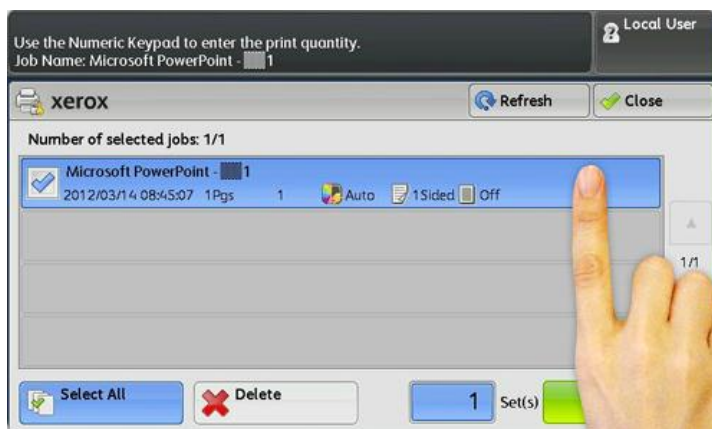 Use the Numeric Keypad to enter the print quantity.
Local User
Job Name: Microsoft PowerPoint - 1
xerox
Refresh
Close
Number of selected jobs: 1/1
Microsoft PowerPoint - 1
2012/03/14 08:45:07 1Pgs 1 Auto 1 Sided Off
1/1
Select All
Delete
1 Set(s)